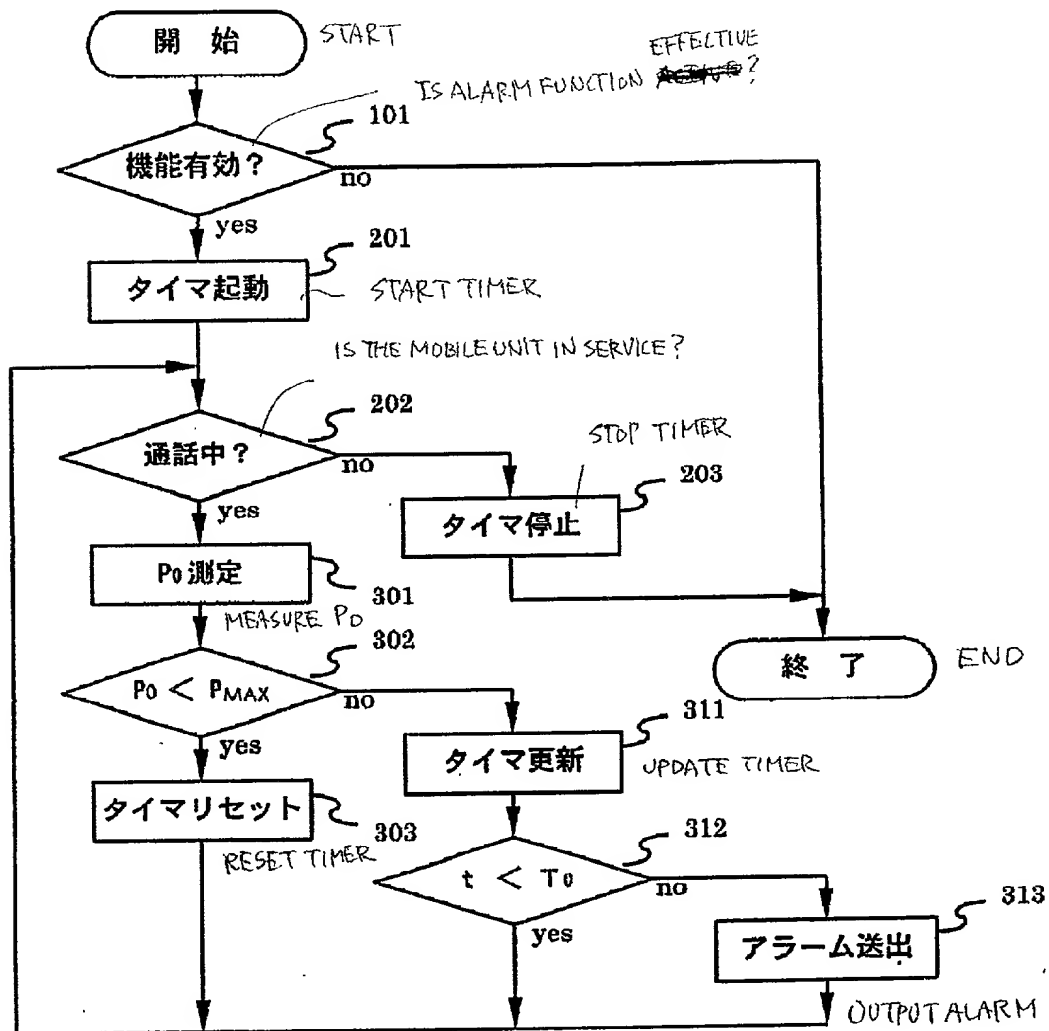 開 始
START
EFFECTIVE
IS ALARM FUNCTION ?
101
機能有効？
no
yes
201
タイマ起動
START TIMER
IS THE MOBILE UNIT IN SERVICE?
202
通話中？
no
STOP TIMER
203
yes
タイマ停止
P0 測定
301
MEASURE P0
302
終 了
END
P0 < PMAX
no
311
yes
タイマ更新
UPDATE TIMER
タイマリセット
303
RESET TIMER
312
t < T0
no
313
yes
アラーム送出
OUTPUT ALARM